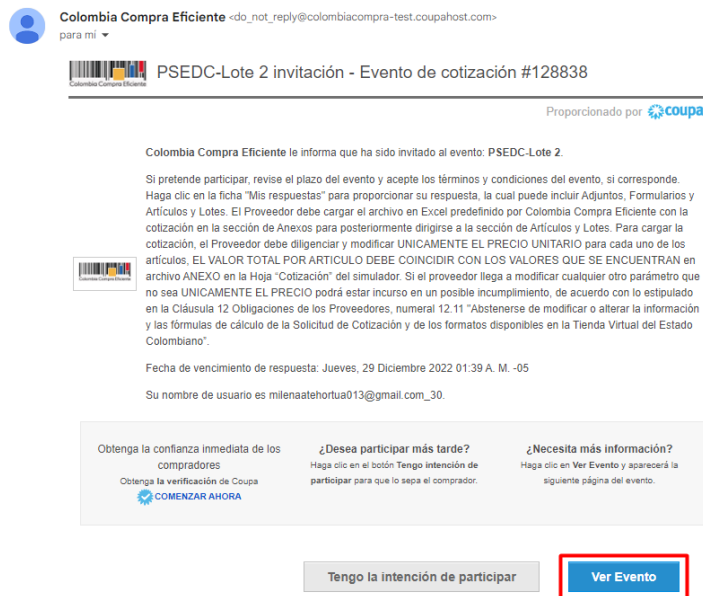 Colombia Compra Eficiente <do_not_reply@colombiacompra-test.coupahost.com>
para mí
Colombia Compra Eficiente
PSEDC-Lote 2 invitación - Evento de cotización #128838
Proporcionado por coupa
Colombia Compra Eficiente le informa que ha sido invitado al evento: PSEDC-Lote 2.
Si pretende participar, revise el plazo del evento y acepte los términos y condiciones del evento, si corresponde.
Haga clic en la ficha "Mis respuestas" para proporcionar su respuesta, la cual puede incluir Adjuntos, Formularios y
Artículos y Lotes. El Proveedor debe cargar el archivo en Excel predefinido por Colombia Compra Eficiente con la
cotización en la sección de Anexos para posteriormente dirigirse a la sección de Artículos y Lotes. Para cargar la
cotización, el Proveedor debe diligenciar y modificar UNICAMENTE EL PRECIO UNITARIO para cada uno de los
artículos, EL VALOR TOTAL POR ARTICULO DEBE COINCIDIR CON LOS VALORES QUE SE ENCUENTRAN en
archivo ANEXO en la Hoja “Cotización” del simulador. Si el proveedor llega a modificar cualquier otro parámetro que
no sea UNICAMENTE EL PRECIO podrá estar incurso en un posible incumplimiento, de acuerdo con lo estipulado
en la Cláusula 12 Obligaciones de los Proveedores, numeral 12.11 "Abstenerse de modificar o alterar la información
y las fórmulas de cálculo de la Solicitud de Cotización y de los formatos disponibles en la Tienda Virtual del Estado
Colombiano”.
Colombia Compra Eficiente
Fecha de vencimiento de respuesta: Jueves, 29 Diciembre 2022 01:39 A. M. -05
Su nombre de usuario es milenaatehortua013@gmail.com_30.
Obtenga la confianza inmediata de los
compradores
Obtenga la verificación de Coupa
COMENZAR AHORA
¿Desea participar más tarde?
Haga clic en el botón Tengo intención de
participar para que lo sepa el comprador.
¿Necesita más información?
Haga clic en Ver Evento y aparecerá la
siguiente página del evento.
Tengo la intención de participar
Ver Evento